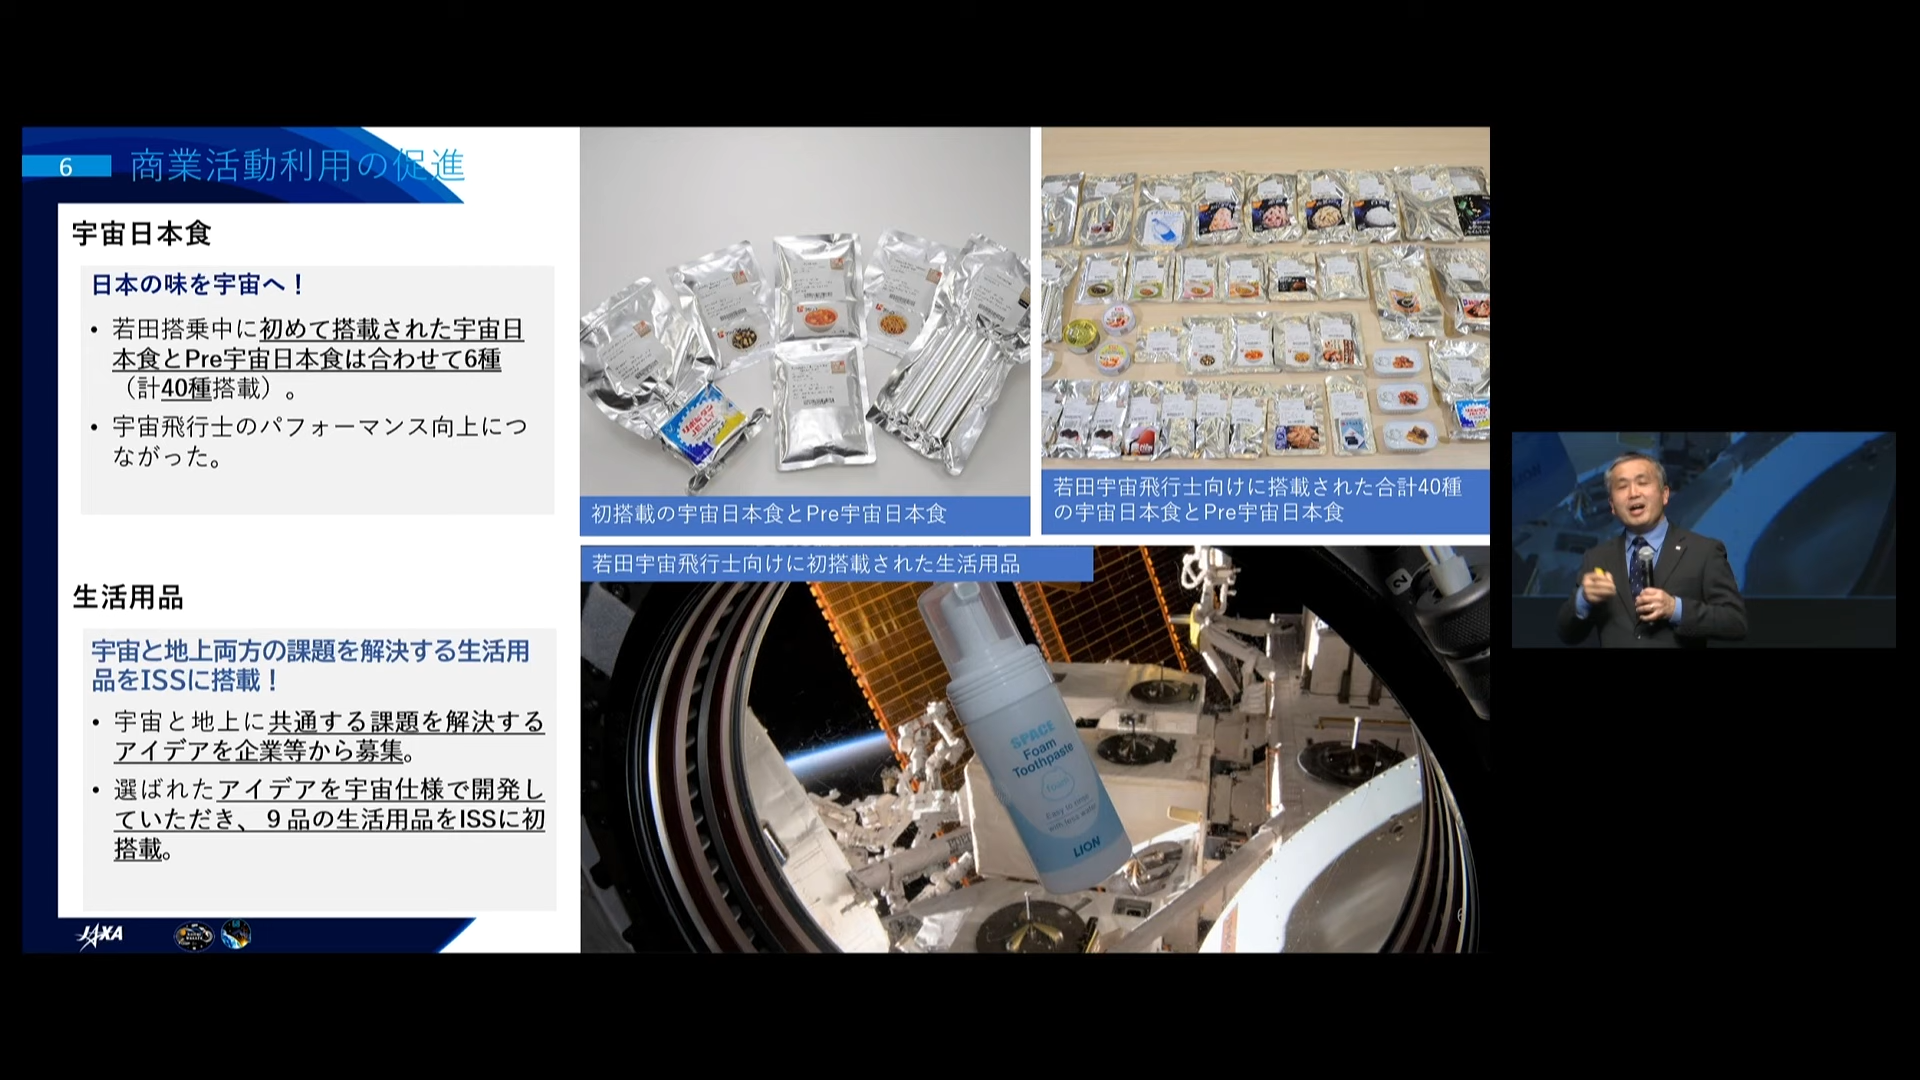 6
商業活動利用の促進
宇宙日本食
日本の味を宇宙へ！
• 若田搭乗中に初めて搭載された宇宙日
本食とPre宇宙日本食は合わせて6種
（計40種搭載）。
• 宇宙飛行士のパフォーマンス向上につ
ながった。
生活用品
宇宙と地上両方の課題を解決する生活用
品をISSに搭載！
• 宇宙と地上に共通する課題を解決する
アイデアを企業等から募集。
• 選ばれたアイデアを宇宙仕様で開発し
ていただき、９品の生活用品をISSに初
搭載。
JAXA
初搭載の宇宙日本食とPre宇宙日本食
若田宇宙飛行士向けに搭載された合計40種
の宇宙日本食とPre宇宙日本食
若田宇宙飛行士向けに初搭載された生活用品
2
SPACE
Foam
Toothpaste
Easy to rinse
with less water
LION